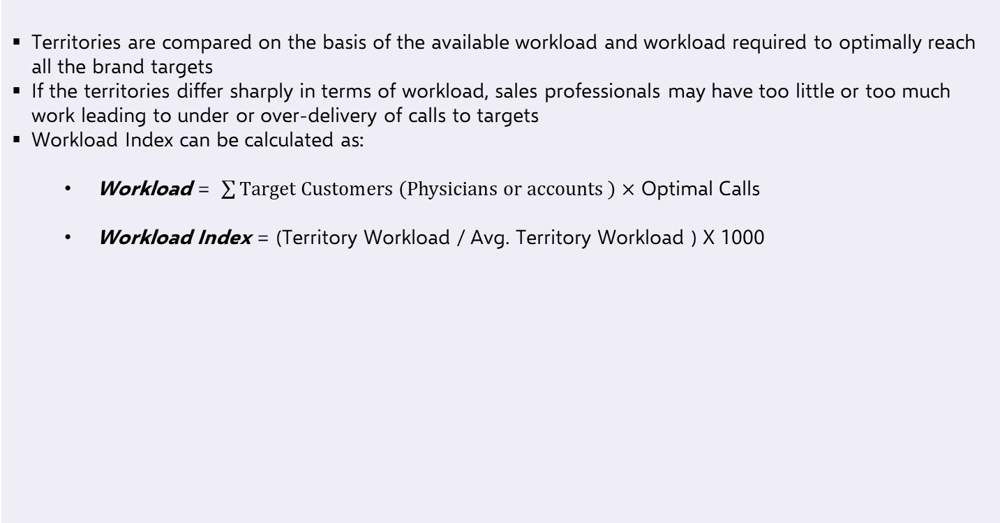 ▪ Territories are compared on the basis of the available workload and workload required to optimally reach
all the brand targets
▪ If the territories differ sharply in terms of workload, sales professionals may have too little or too much
work leading to under or over-delivery of calls to targets
▪ Workload Index can be calculated as:
• Workload = ∑ Target Customers (Physicians or accounts ) × Optimal Calls
• Workload Index = (Territory Workload / Avg. Territory Workload ) X 1000